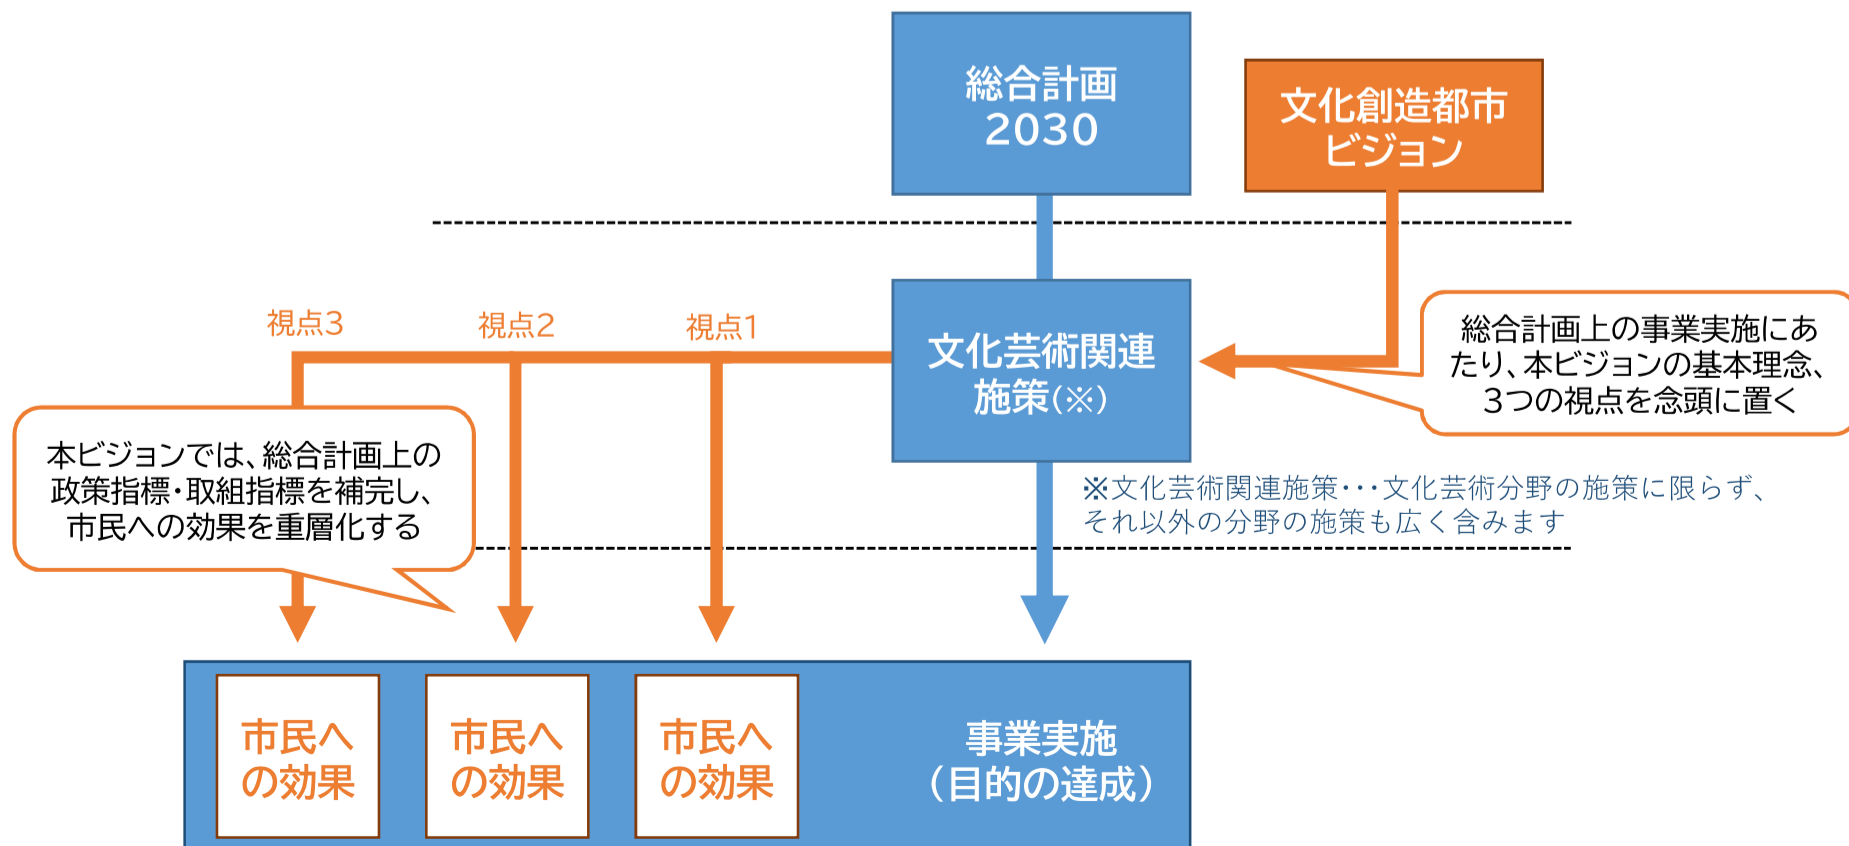 総合計画
2030
文化創造都市
ビジョン
視点3
視点2
視点1
文化芸術関連
施策(※)
総合計画上の事業実施にあ
たり、本ビジョンの基本理念、
3つの視点を念頭に置く
本ビジョンでは、総合計画上の
政策指標・取組指標を補完し、
市民への効果を重層化する
※文化芸術関連施策・・・文化芸術分野の施策に限らず、
それ以外の分野の施策も広く含みます
市民へ
の効果
市民へ
の効果
市民へ
の効果
事業実施
(目的の達成)